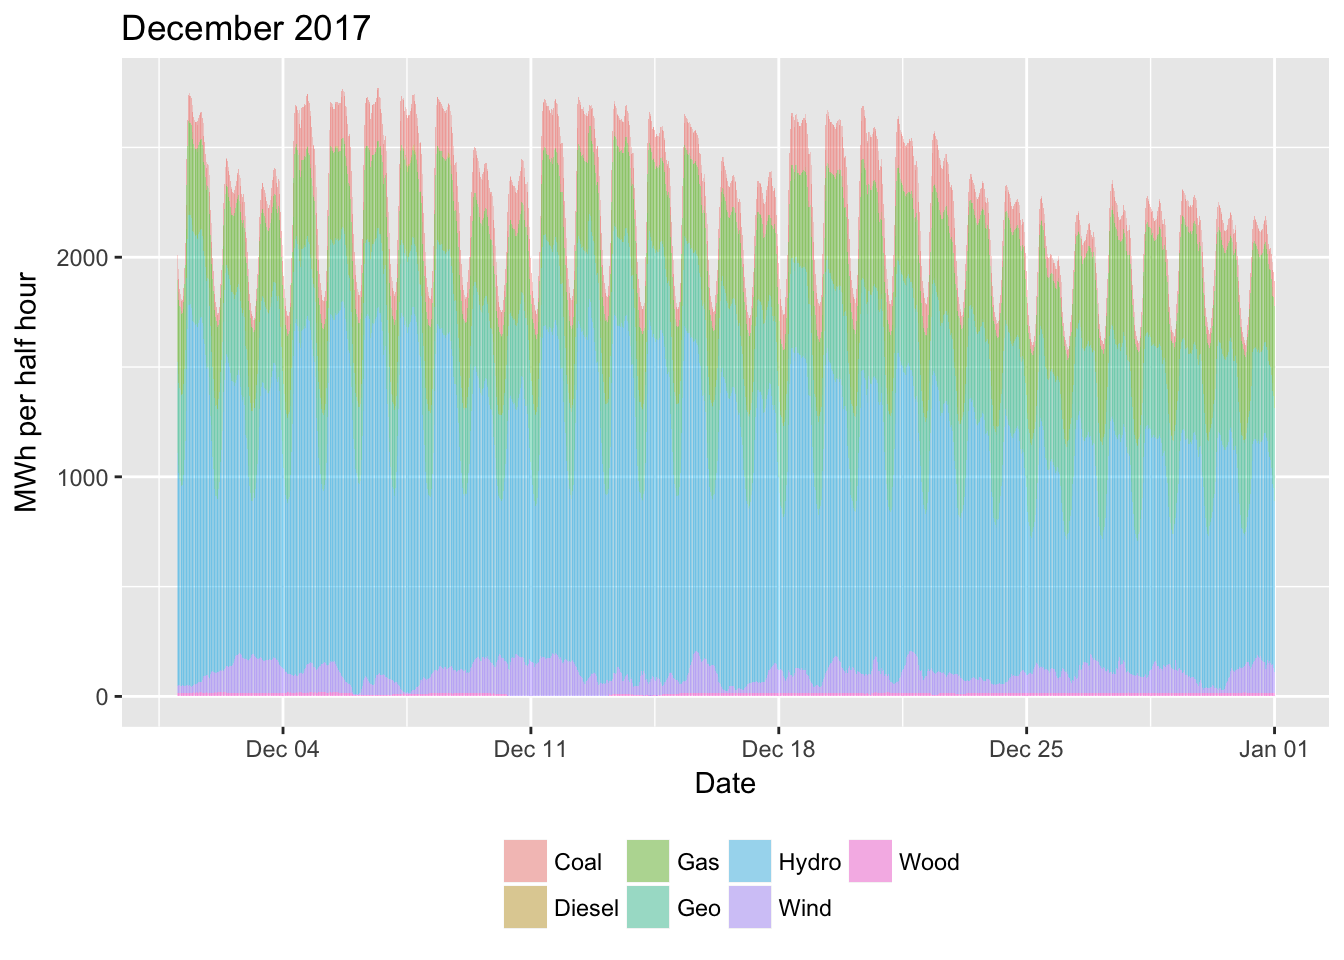 December 2017
MWh per half hour
2000
1000
0
Dec 04 Dec 11 Dec 18 Dec 25 Jan 01
Date
Coal Gas Hydro Wood
Diesel Geo Wind